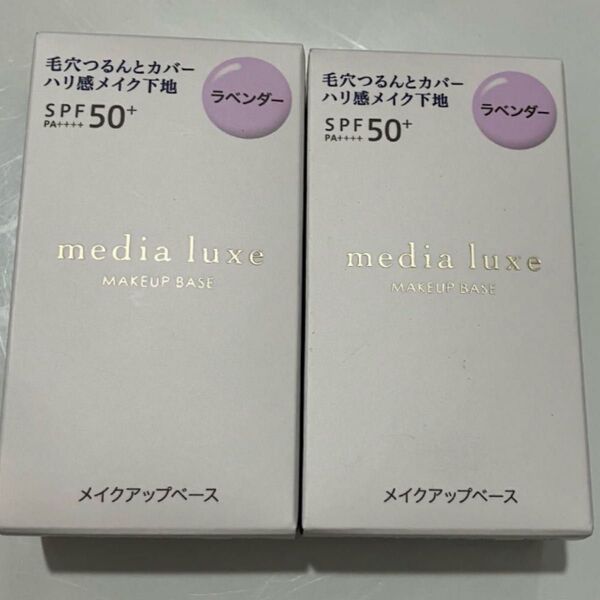 毛穴つるんとカバー
ハリ感メイク下地
SPF50+
PA++++
ラベンダー
media luxe
MAKEUP BASE
メイクアップベース
毛穴つるんとカバー
ハリ感メイク下地
SPF50+
PA++++
ラベンダー
media luxe
MAKEUP BASE
メイクアップベース